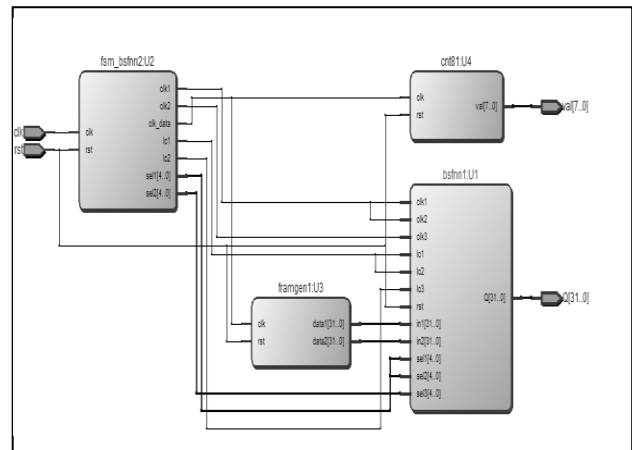 fsm_bsfnn2:U2
clk
rst
clk
rst
clk1
clk2
clk_data
lc1
lc2
sel1[4..0]
sel2[4..0]
cnt81:U4
clk
rst
val[7..0]
val[7..0]
bsfnn1:U1
clk1
clk2
clk3
lc1
lc2
lc3
rst
in1[31..0]
in2[31..0]
sel1[4..0]
sel2[4..0]
sel3[4..0]
Q[31..0]
Q[31..0]
framgen1:U3
clk
rst
data1[31..0]
data2[31..0]